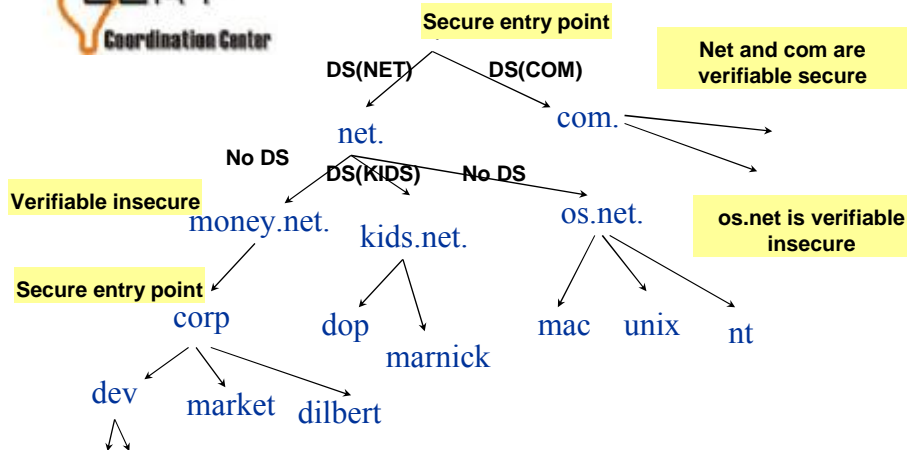 Coordination Center
Secure entry point
Net and com are
verifiable secure
DS(NET)
DS(COM)
net.
com.
No DS
DS(KIDS)
No DS
Verifiable insecure
money.net.
kids.net.
os.net.
os.net is verifiable
insecure
Secure entry point
corp
dop
marnick
mac
unix
nt
dev
market
dilbert